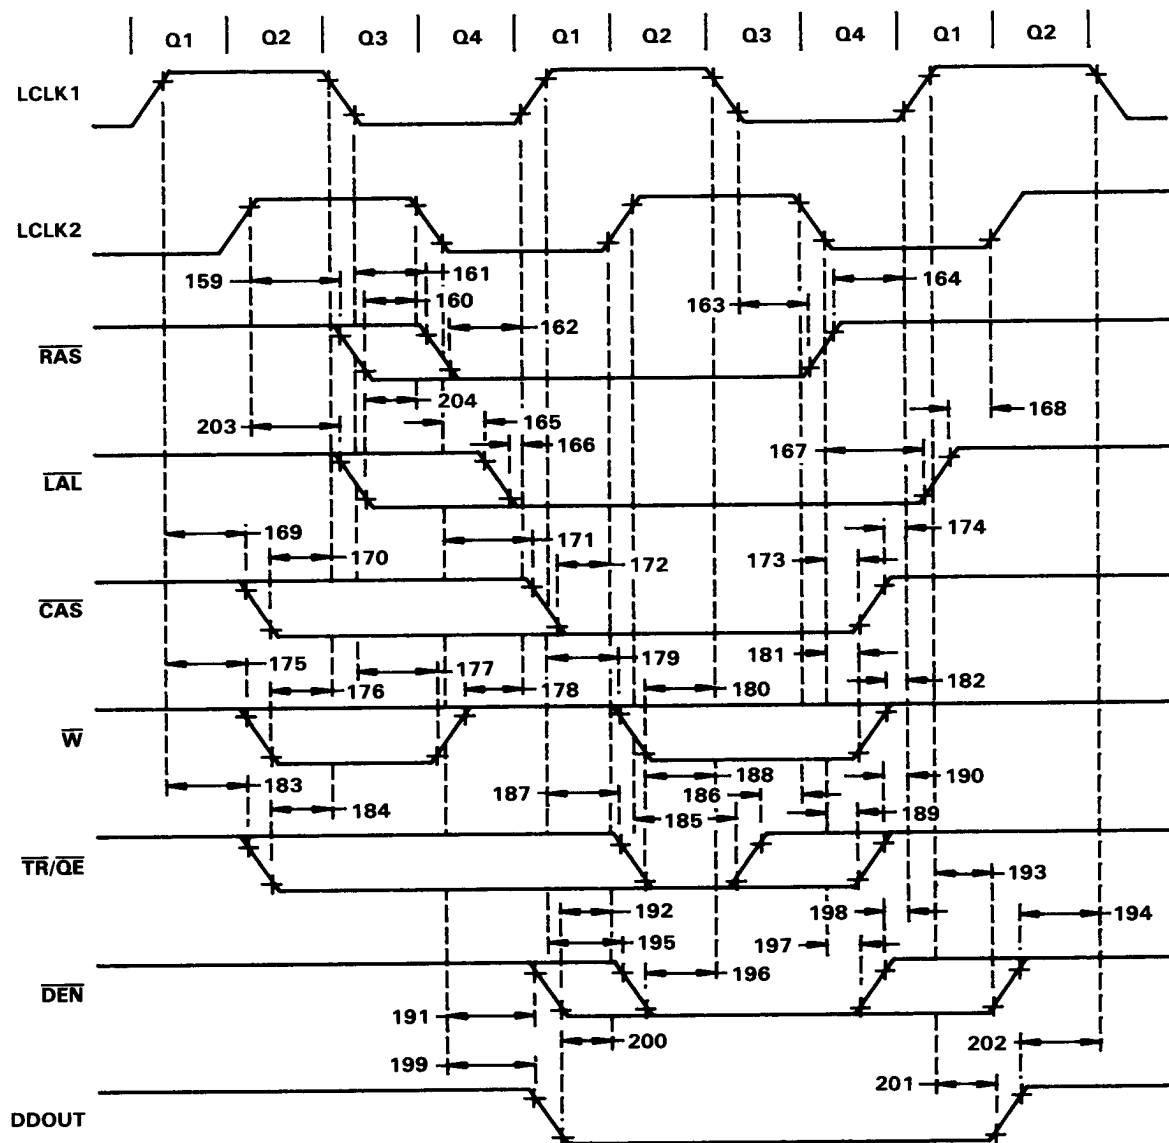 Q1 Q2 Q3 Q4 Q1 Q2 Q3 Q4 Q1 Q2
LCLK1
LCLK2
159 161 163 164
160
162
RAS
204 168
203 165 167
166
LAL
169 171 174
170 172 173
CAS
175 177 179 181
176 178 180 182
W
183 187 188 186 190
184 185 189
TR/QE
193
192 198 194
195 197
196
DEN
191
200 202
199
201
DDOUT